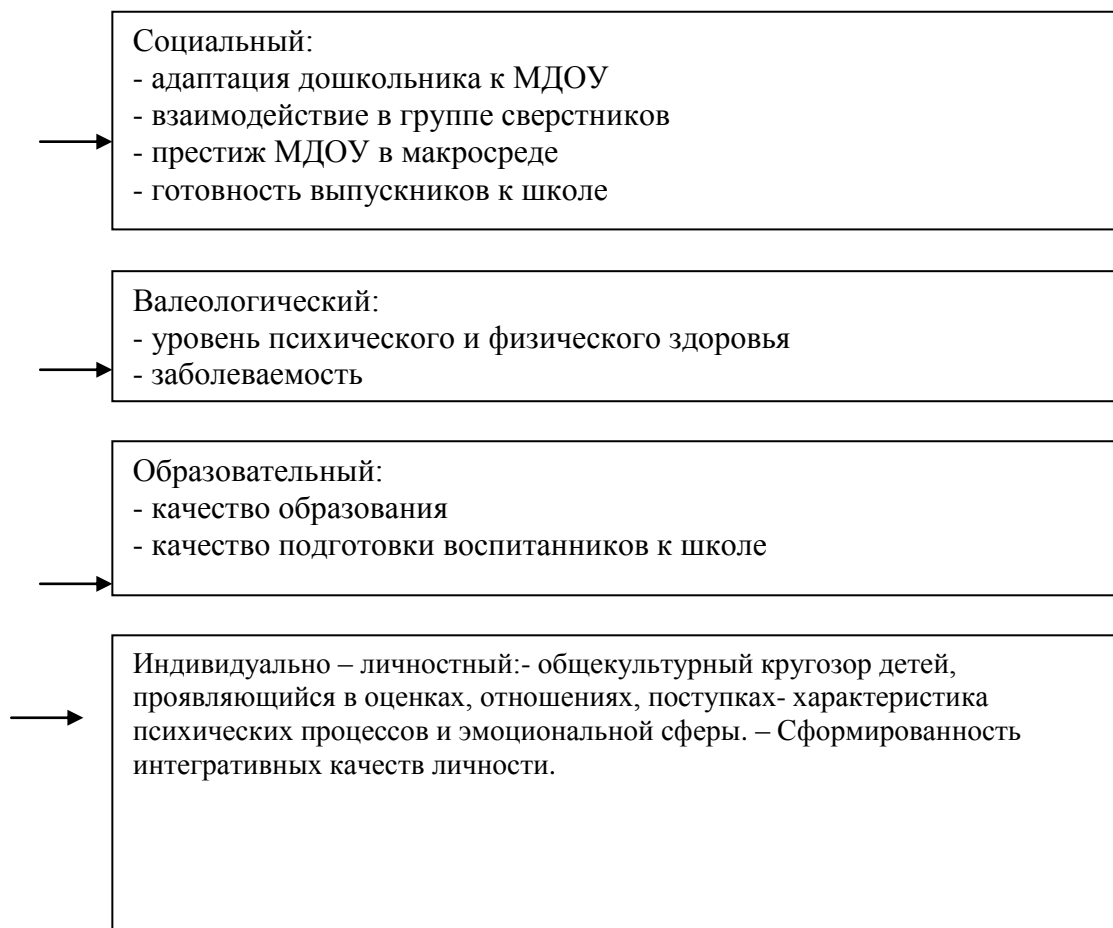 Социальный:
- адаптация дошкольника к МДОУ
- взаимодействие в группе сверстников
- престиж МДОУ в макросреде
- готовность выпускников к школе
Валеологический:
- уровень психического и физического здоровья
- заболеваемость
Образовательный:
- качество образования
- качество подготовки воспитанников к школе
Индивидуально – личностный:- общекультурный кругозор детей,
проявляющийся в оценках, отношениях, поступках- характеристика
психических процессов и эмоциональной сферы. – Сформированность
интегративных качеств личности.